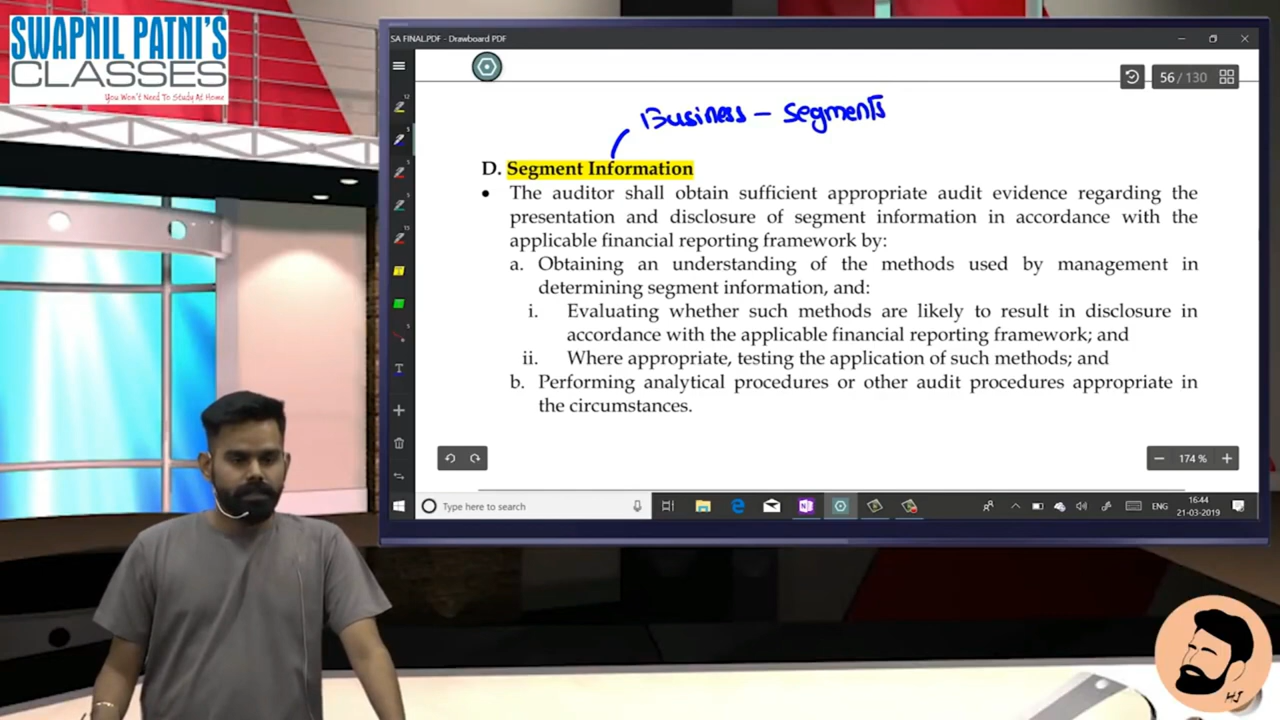 SWAPNIL PATNI'S
CLASSES
You Won't Need To Study At Home
SA FINAL.PDF - Drawboard PDF
56 / 130
Business - Segments
D. Segment Information
• The auditor shall obtain sufficient appropriate audit evidence regarding the
presentation and disclosure of segment information in accordance with the
applicable financial reporting framework by:
a. Obtaining an understanding of the methods used by management in
determining segment information, and:
i. Evaluating whether such methods are likely to result in disclosure in
accordance with the applicable financial reporting framework; and
ii. Where appropriate, testing the application of such methods; and
b. Performing analytical procedures or other audit procedures appropriate in
the circumstances.
174 %
Type here to search
ENG
16:44
21-03-2019
HJ